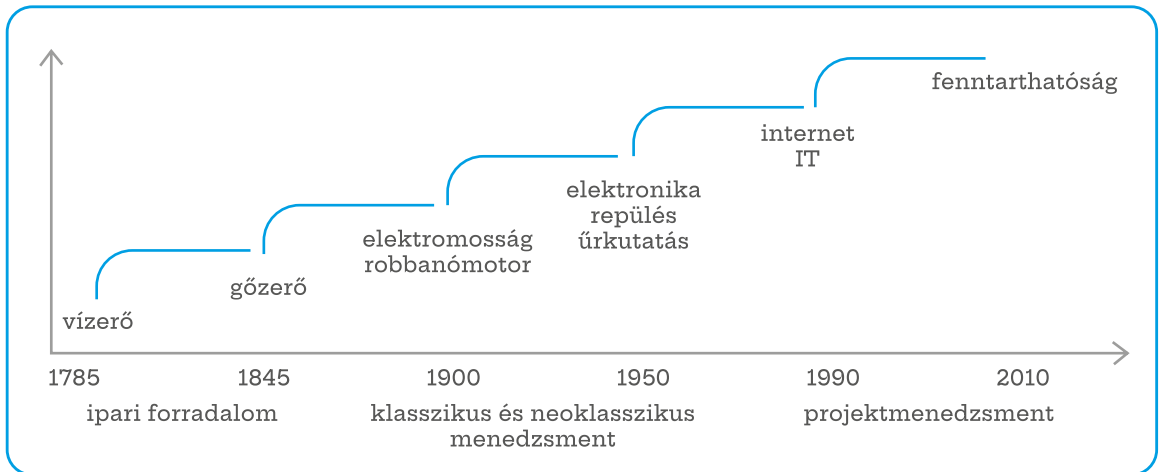 fenntarthatóság
internet
IT
elektronika
repülés
űrkutatás
elektromosság
robbanómotor
gőzerő
vízerő
1785 1845 1900 1950 1990 2010
ipari forradalom klasszikus és neoklasszikus projektmenedzsment
menedzsment